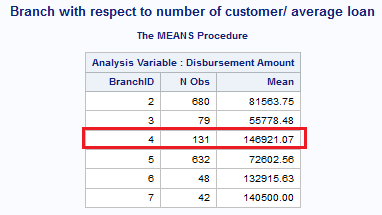 Branch with respect to number of customer/ average loan
The MEANS Procedure
Analysis Variable : Disbursement Amount
BranchID N Obs Mean
2 680 81563.75
3 79 55778.48
4 131 146921.07
5 632 72602.56
6 48 132915.63
7 42 140500.00